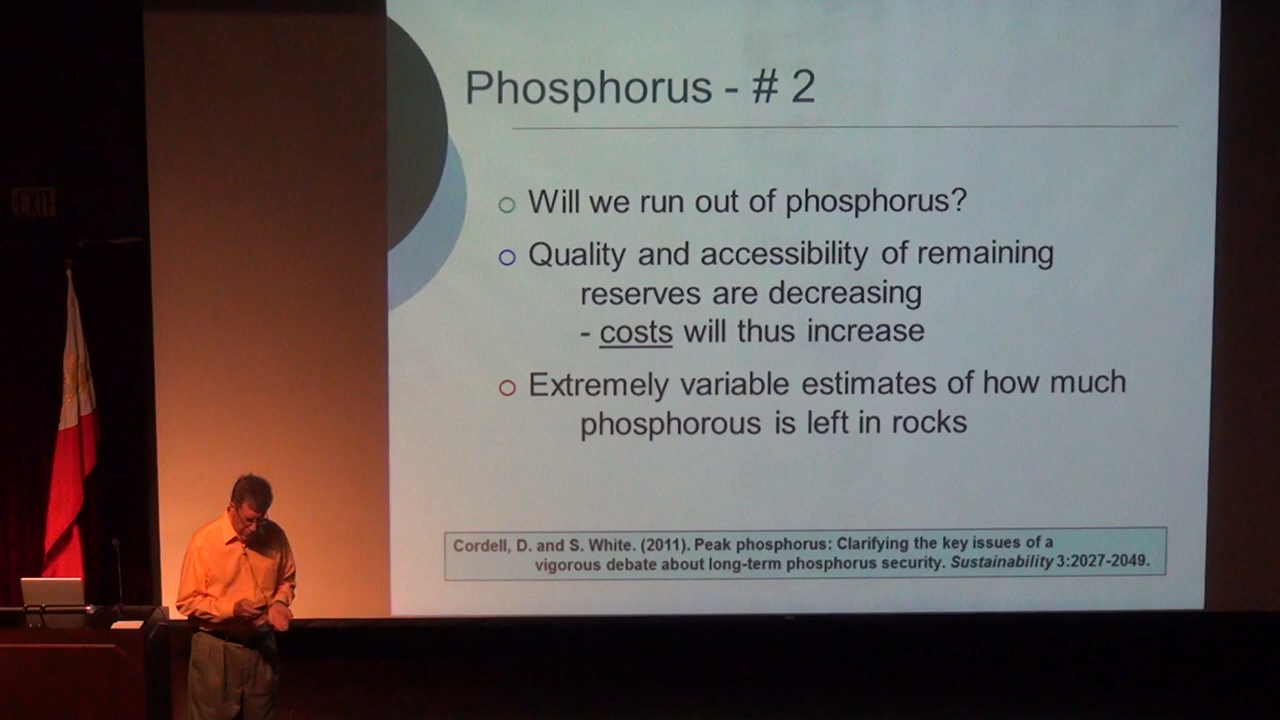 Phosphorus - # 2
Will we run out of phosphorus?
Quality and accessibility of remaining
reserves are decreasing
- costs will thus increase
Extremely variable estimates of how much
phosphorous is left in rocks
Cordell, D. and S. White. (2011). Peak phosphorus: Clarifying the key issues of a
vigorous debate about long-term phosphorus security. Sustainability 3:2027-2049.
EXIT